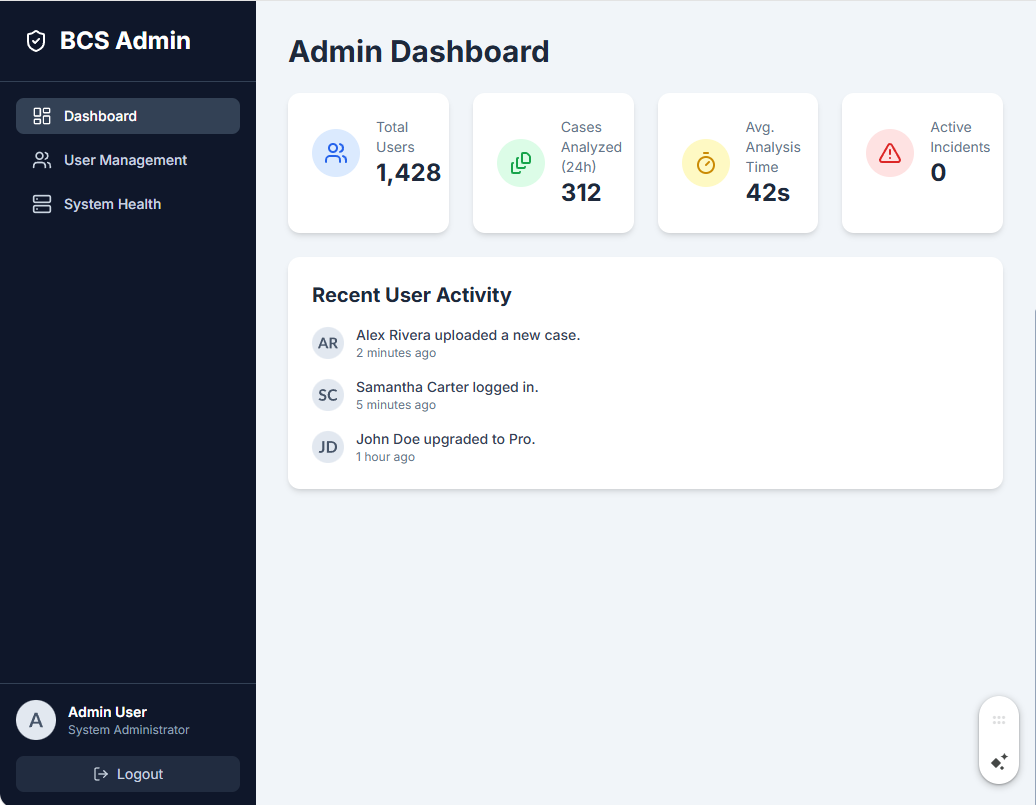 BCS Admin
Dashboard
User Management
System Health
A
Admin User
System Administrator
Logout
Admin Dashboard
Total
Users
1,428
Cases
Analyzed
(24h)
312
Avg.
Analysis
Time
42s
Active
Incidents
0
Recent User Activity
AR
Alex Rivera uploaded a new case.
2 minutes ago
SC
Samantha Carter logged in.
5 minutes ago
JD
John Doe upgraded to Pro.
1 hour ago